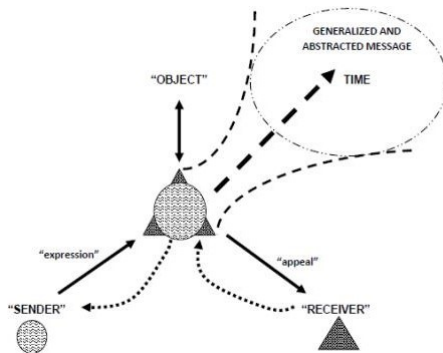 GENERALIZED AND
ABSTRACTED MESSAGE
"OBJECT"
TIME
"expression"
"appeal"
"SENDER"
"RECEIVER"